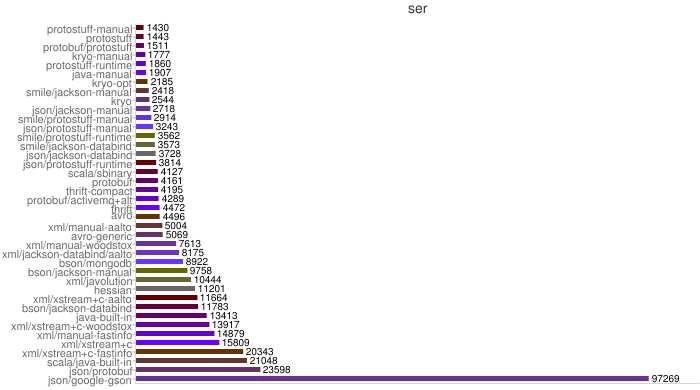 ser
protostuff-manual 1430
protostuff 1443
protobuf/protostuff 1511
kryo-manual 1777
protostuff-runtime 1860
java-manual 1907
kryo-opt 2185
smile/jackson-manual 2418
kryo 2544
json/jackson-manual 2718
smile/protostuff-manual 2914
json/protostuff-manual 3243
smile/protostuff-runtime 3562
smile/jackson-databind 3573
json/jackson-databind 3728
json/protostuff-runtime 3814
scala/sbinary 4127
protobuf 4161
thrift-compact 4195
protobuf/activemq+alt 4289
thrift 4472
avro 4496
xml/manual-aalto 5004
avro-generic 5069
xml/manual-woodstox 7613
xml/jackson-databind/aalto 8175
bson/mongodb 8922
bson/jackson-manual 9758
xml/javolution 10444
hessian 11201
xml/xstream+c-aalto 11664
bson/jackson-databind 11783
java-built-in 13413
xml/xstream+c-woodstox 13917
xml/manual-fastinfo 14879
xml/xstream+c 15809
xml/xstream+c-fastinfo 20343
scala/java-built-in 21048
json/protobuf 23598
json/google-gson 97269